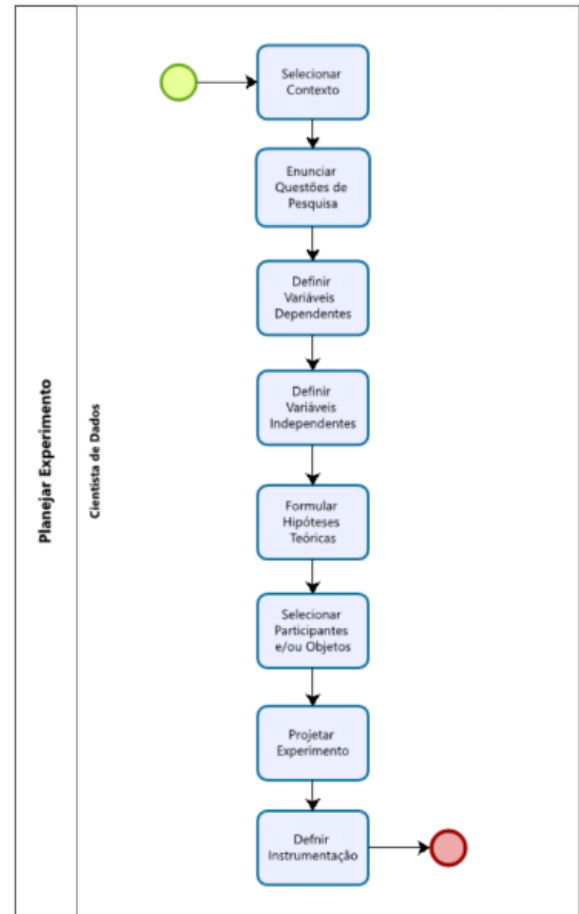 Planejar Experimento
Cientista de Dados
Selecionar
Contexto
Enunciar
Questões de
Pesquisa
Definir
Variáveis
Dependentes
Definir
Variáveis
Independentes
Formular
Hipóteses
Teóricas
Selecionar
Participantes
e/ou Objetos
Projetar
Experimento
Defnir
Instrumentação